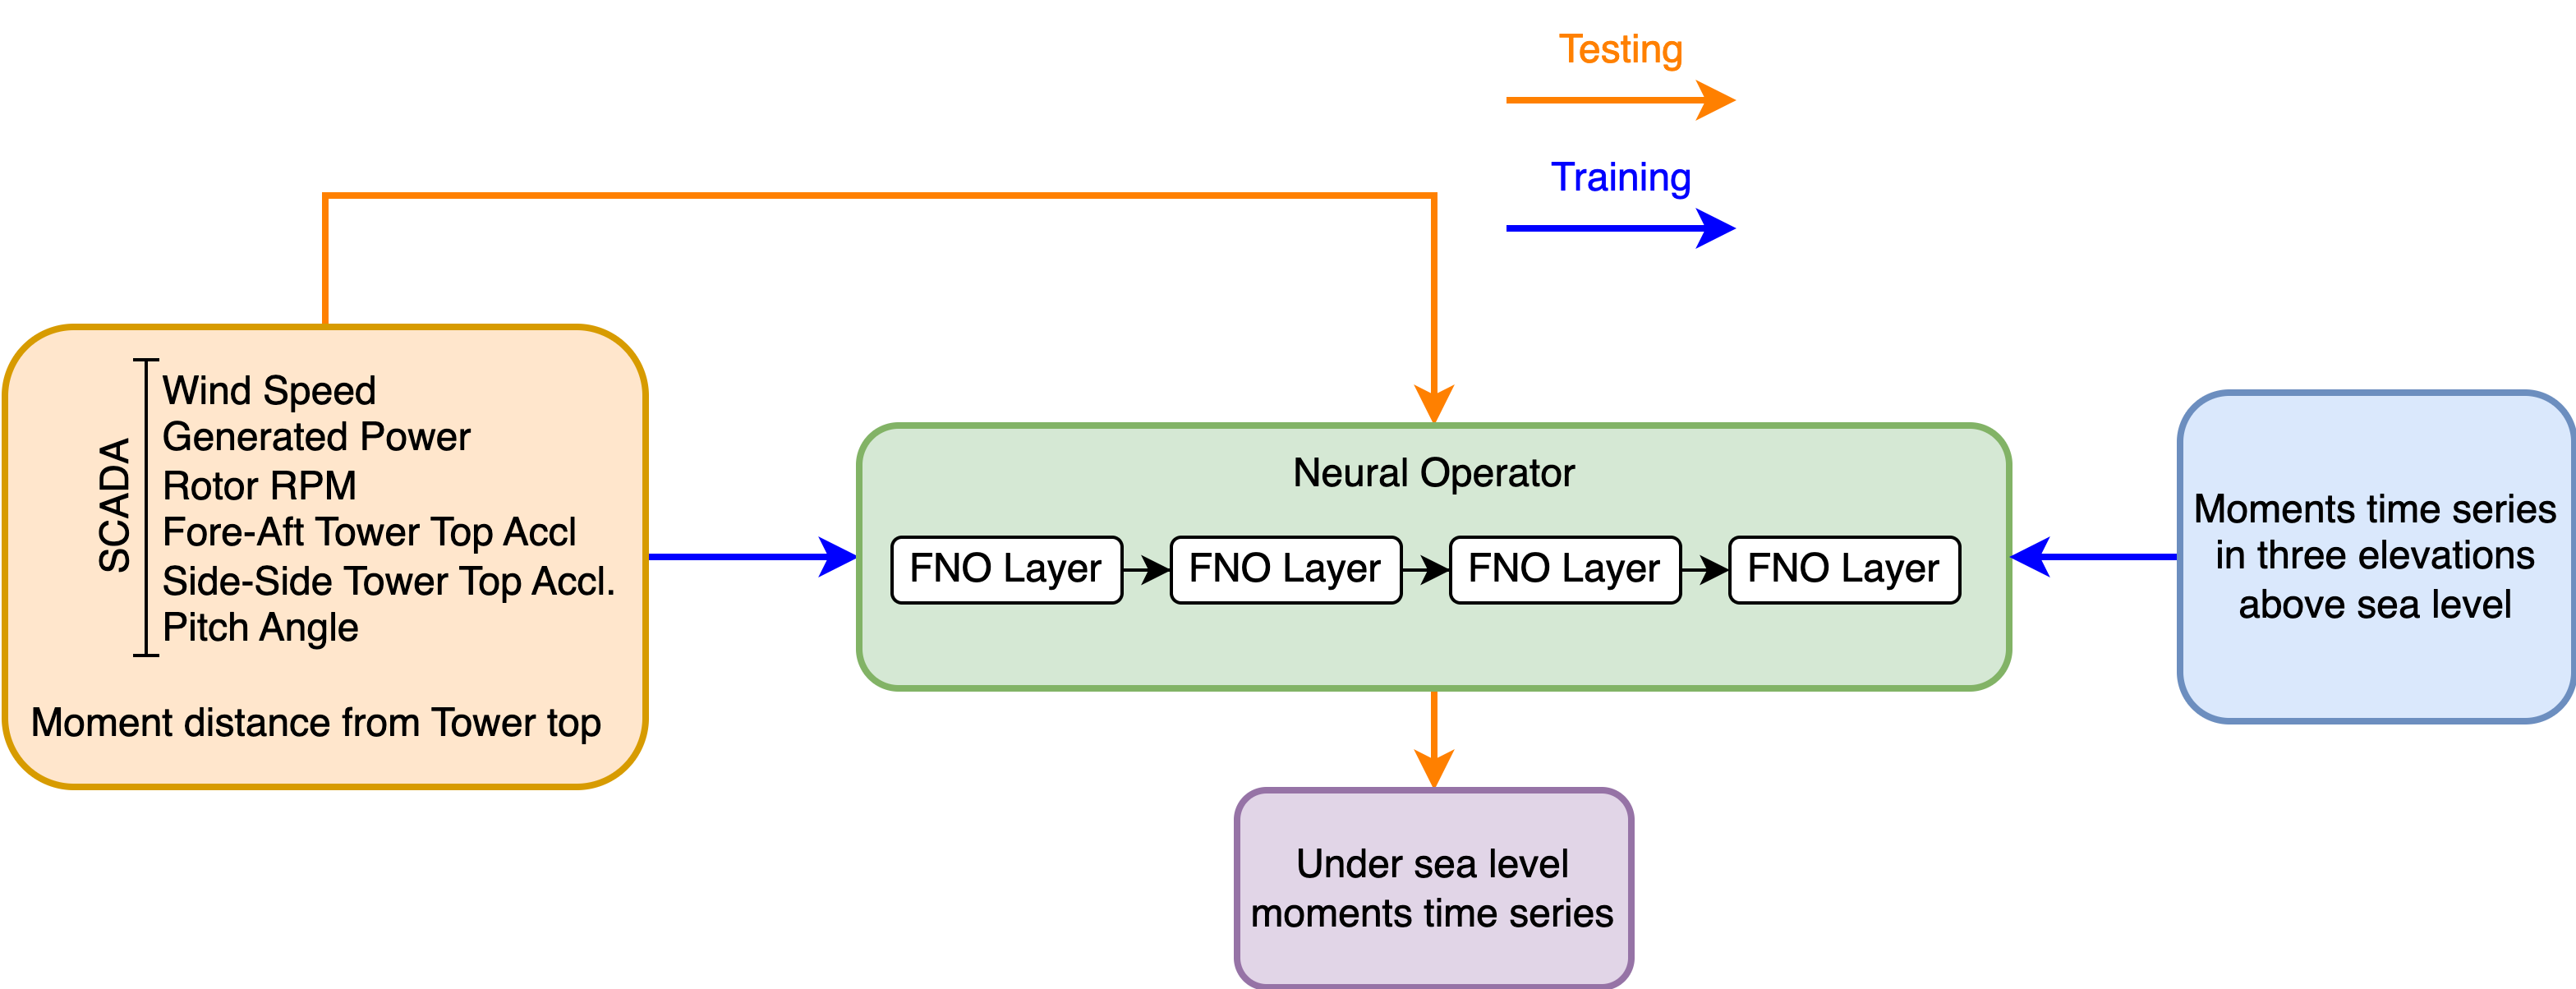 Testing
Training
SCADA
Wind Speed
Generated Power
Rotor RPM
Fore-Aft Tower Top Accl
Side-Side Tower Top Accl.
Pitch Angle
Moment distance from Tower top
Neural Operator
FNO Layer
FNO Layer
FNO Layer
FNO Layer
Moments time series
in three elevations
above sea level
Under sea level
moments time series